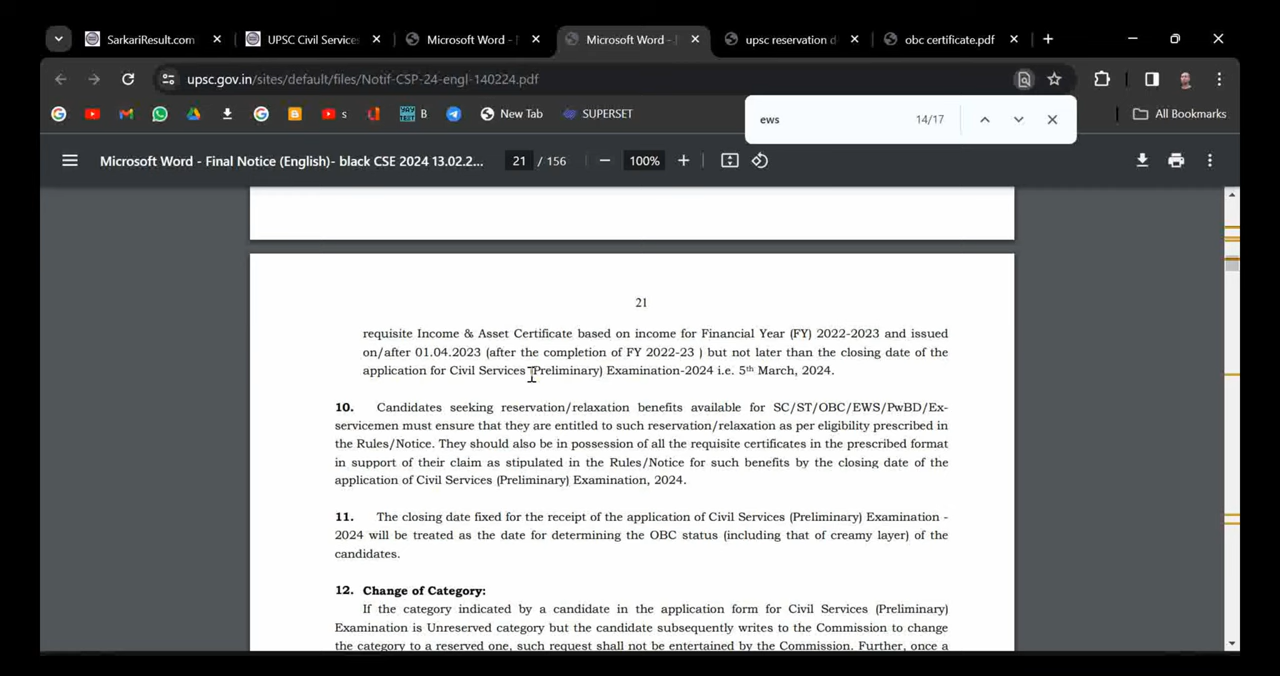 SarkariResult.com
UPSC Civil Service
Microsoft Word -
Microsoft Word -
upsc reservation d
obc certificate.pdf
upsc.gov.in/sites/default/files/Notif-CSP-24-engl-140224.pdf
s
B
New Tab
SUPERSET
ews
14/17
All Bookmarks
Microsoft Word - Final Notice (English)- black CSE 2024 13.02.2...
21 / 156
100%
21
requisite Income & Asset Certificate based on income for Financial Year (FY) 2022-2023 and issued
on/after 01.04.2023 (after the completion of FY 2022-23 ) but not later than the closing date of the
application for Civil Services (Preliminary) Examination-2024 i.e. 5th March, 2024.
10. Candidates seeking reservation/relaxation benefits available for SC/ST/OBC/EWS/PwBD/Ex-
servicemen must ensure that they are entitled to such reservation/relaxation as per eligibility prescribed in
the Rules/Notice. They should also be in possession of all the requisite certificates in the prescribed format
in support of their claim as stipulated in the Rules/Notice for such benefits by the closing date of the
application of Civil Services (Preliminary) Examination, 2024.
11. The closing date fixed for the receipt of the application of Civil Services (Preliminary) Examination -
2024 will be treated as the date for determining the OBC status (including that of creamy layer) of the
candidates.
12. Change of Category:
If the category indicated by a candidate in the application form for Civil Services (Preliminary)
Examination is Unreserved category but the candidate subsequently writes to the Commission to change
the category to a reserved one, such request shall not be entertained by the Commission. Further, once a